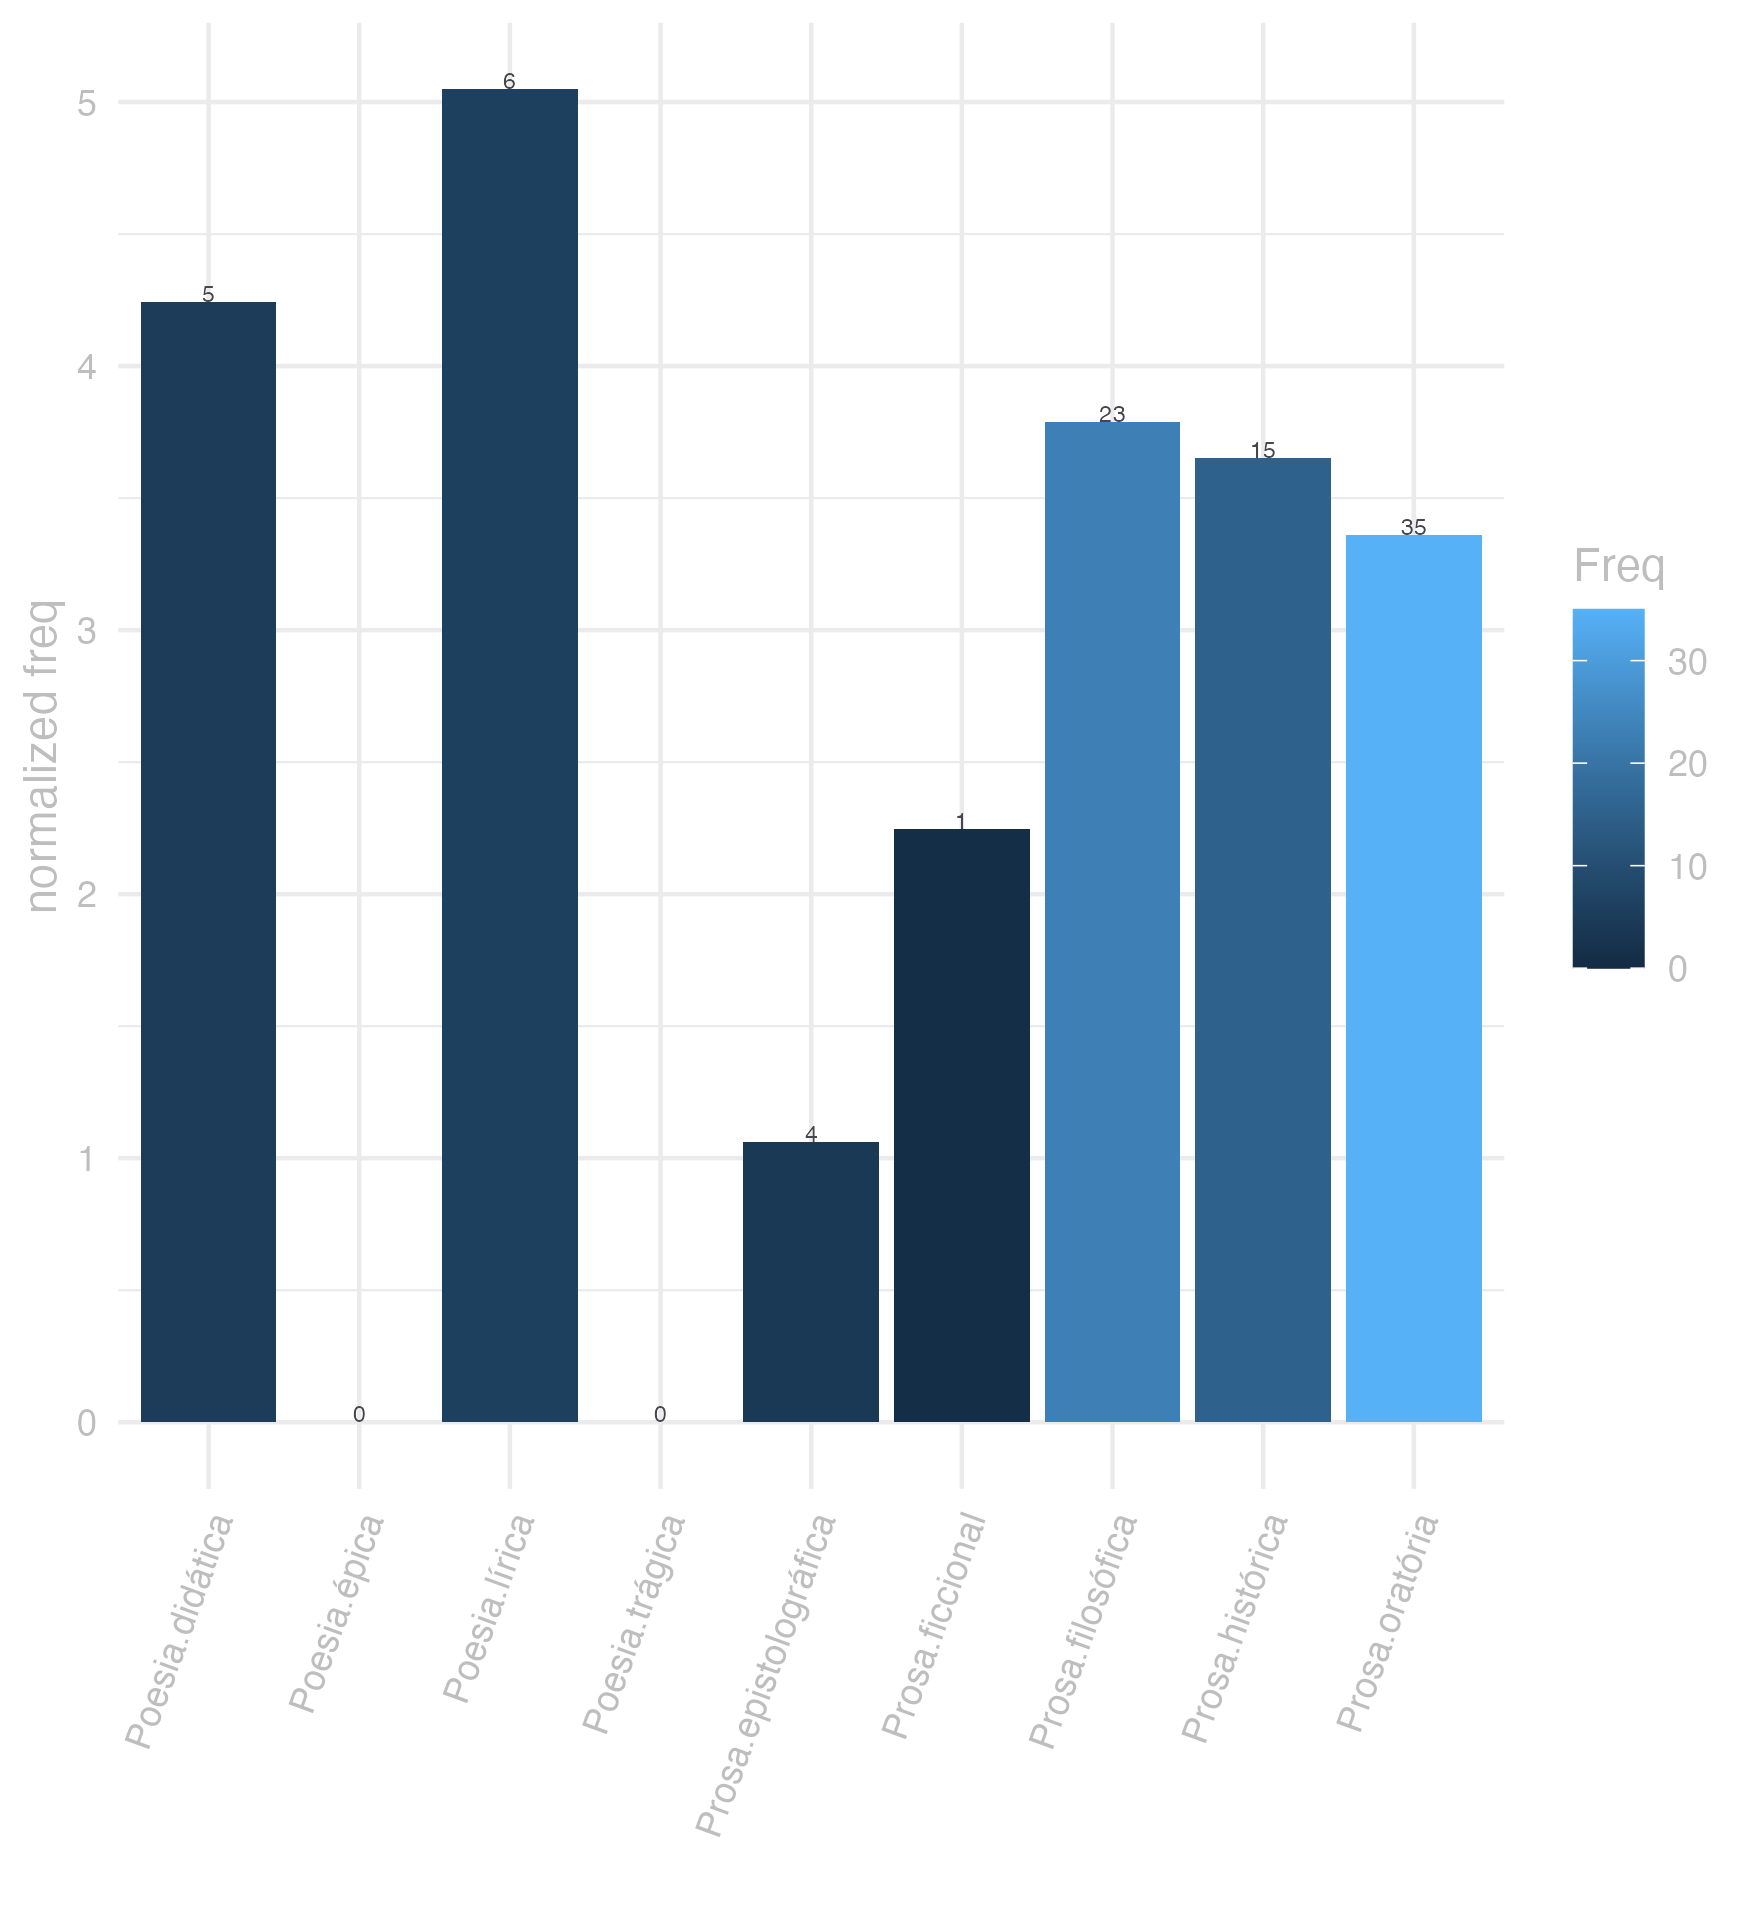 6
5
5
4
23
15
35
Freq
normalized freq
3
30
20
1
10
2
0
4
1
0
0
0
Poesia.didática
Poesia.épica
Poesia.lírica
Poesia.trágica
Prosa.epistolográfica
Prosa.ficcional
Prosa.filosófica
Prosa.histórica
Prosa.oratória